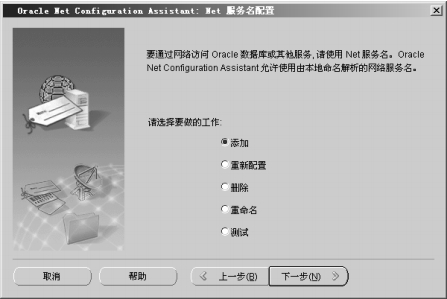 Oracle Net Configuration Assistant: Net 服务名配置
要通过网络访问 Oracle 数据库或其他服务,请使用 Net 服务名。Oracle
Net Configuration Assistant 允许使用由本地命名解析的网络服务名。
请选择要做的工作:
添加
重新配置
删除
重命名
测试
取消
帮助
上一步(B)
下一步(N)